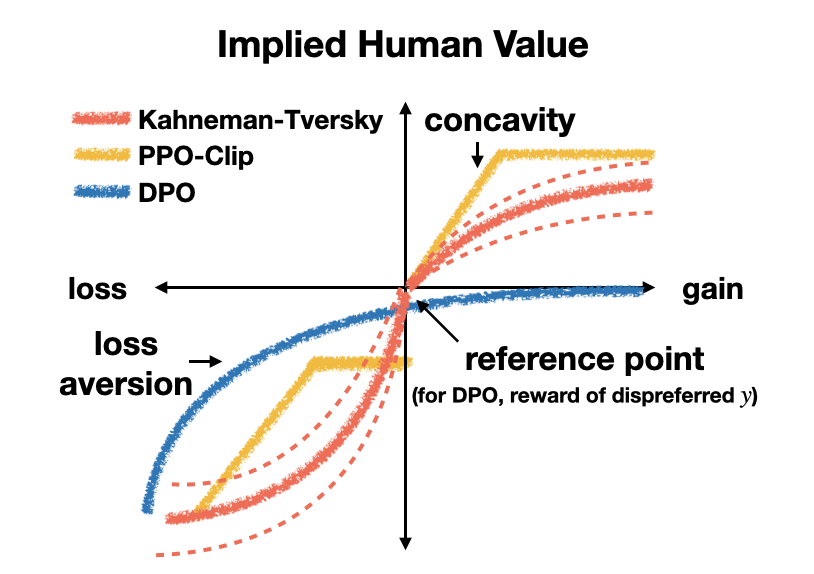 Implied Human Value
Kahneman-Tversky
PPO-Clip
DPO
concavity
loss
gain
loss
aversion
reference point
(for DPO, reward of dispreferred y)